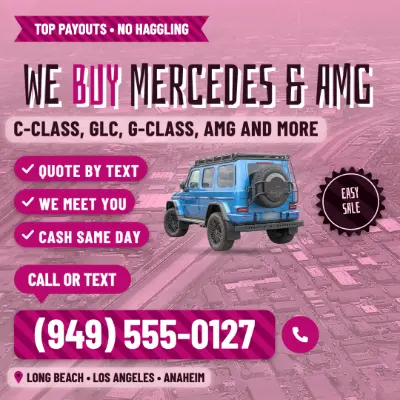 TOP PAYOUTS • NO HAGGLING
WE BUY MERCEDES & AMG
C-CLASS, GLC, G-CLASS, AMG AND MORE
QUOTE BY TEXT
WE MEET YOU
CASH SAME DAY
EASY
SALE
CALL OR TEXT
(949) 555-0127
LONG BEACH • LOS ANGELES • ANAHEIM